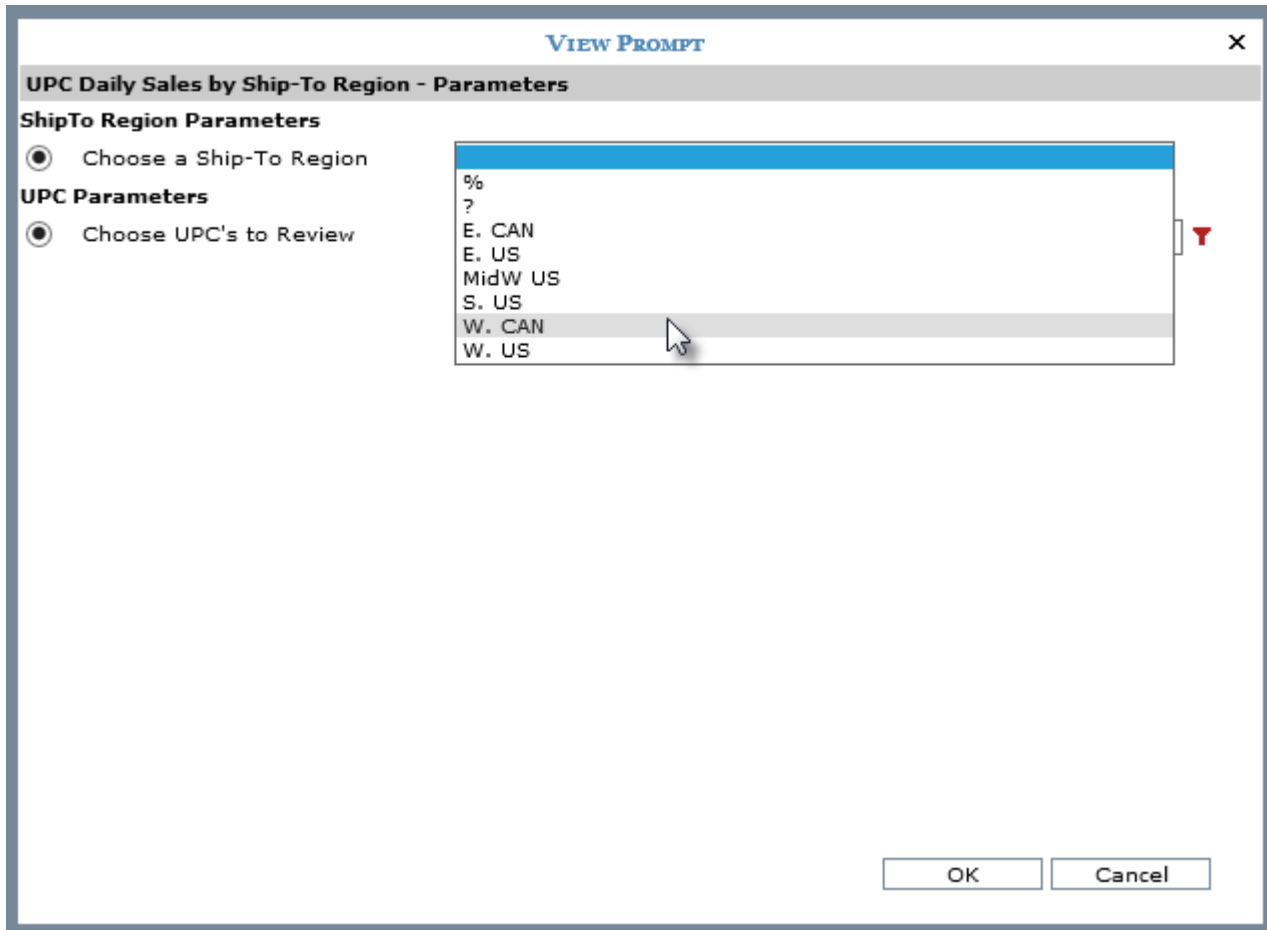 VIEW PROMPT
×
UPC Daily Sales by Ship-To Region - Parameters
ShipTo Region Parameters
Choose a Ship-To Region
%
?
E. CAN
E. US
MidW US
S. US
W. CAN
W. US
UPC Parameters
Choose UPC's to Review
OK
Cancel